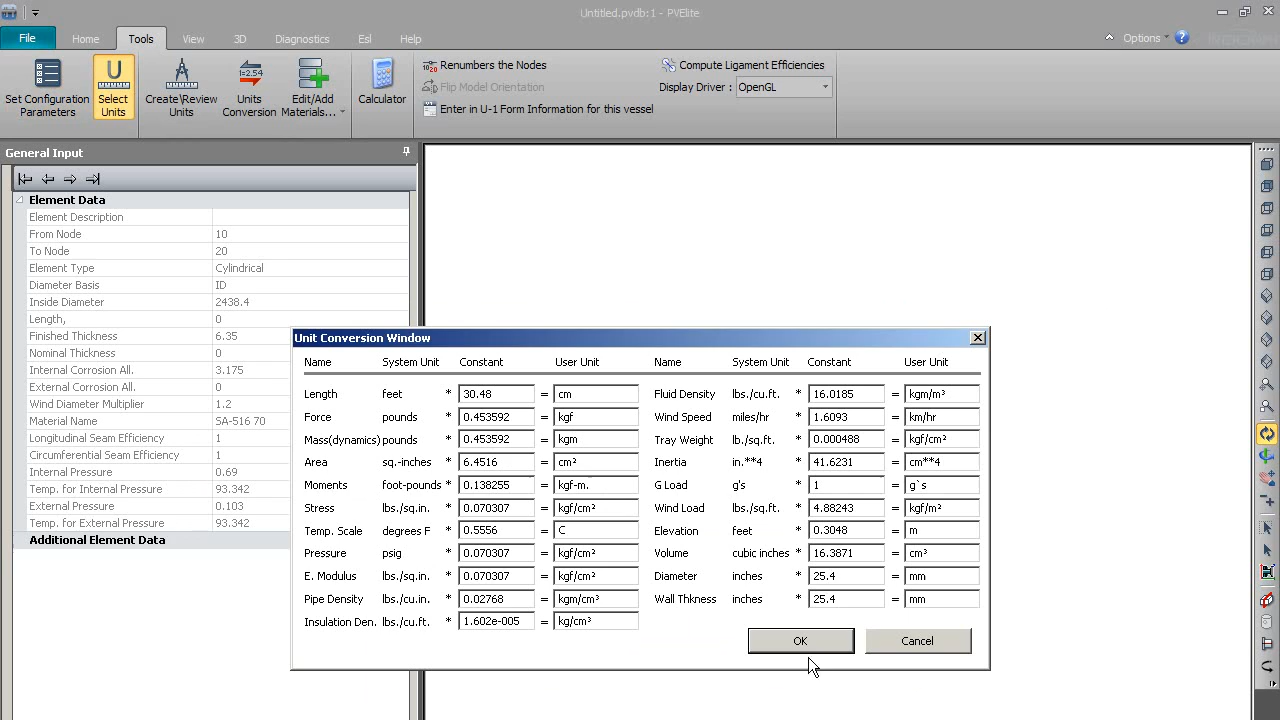 Untitled.pvdb:1 - PVElite
File Home Tools View 3D Diagnostics Esl Help Options
Set Configuration Parameters
Select Units
Create\Review Units
Units Conversion
Edit/Add Materials...
Calculator
Renumbers the Nodes
Flip Model Orientation
Enter in U-1 Form Information for this vessel
Compute Ligament Efficiencies
Display Driver : OpenGL
General Input
Element Data
Element Description
From Node 10
To Node 20
Element Type Cylindrical
Diameter Basis ID
Inside Diameter 2438.4
Length, 0
Finished Thickness 6.35
Nominal Thickness 0
Internal Corrosion All. 3.175
External Corrosion All. 0
Wind Diameter Multiplier 1.2
Material Name SA-516 70
Longitudinal Seam Efficiency 1
Circumferential Seam Efficiency 1
Internal Pressure 0.69
Temp. for Internal Pressure 93.342
External Pressure 0.103
Temp. for External Pressure 93.342
Additional Element Data
Unit Conversion Window
Name System Unit Constant User Unit Name System Unit Constant User Unit
Length feet * 30.48 = cm Fluid Density lbs./cu.ft. * 16.0185 = kgm/m³
Force pounds * 0.453592 = kgf Wind Speed miles/hr * 1.6093 = km/hr
Mass(dynamics) pounds * 0.453592 = kgm Tray Weight lb./sq.ft. * 0.000488 = kgf/cm²
Area sq.-inches * 6.4516 = cm² Inertia in.**4 * 41.6231 = cm**4
Moments foot-pounds * 0.138255 = kgf-m. G Load g's * 1 = g`s
Stress lbs./sq.in. * 0.070307 = kgf/cm² Wind Load lbs./sq.ft. * 4.88243 = kgf/m²
Temp. Scale degrees F * 0.5556 = C Elevation feet * 0.3048 = m
Pressure psig * 0.070307 = kgf/cm² Volume cubic inches * 16.3871 = cm³
E. Modulus lbs./sq.in. * 0.070307 = kgf/cm² Diameter inches * 25.4 = mm
Pipe Density lbs./cu.in. * 0.02768 = kgm/cm³ Wall Thkness inches * 25.4 = mm
Insulation Den. lbs./cu.ft. * 1.602e-005 = kg/cm³
OK Cancel